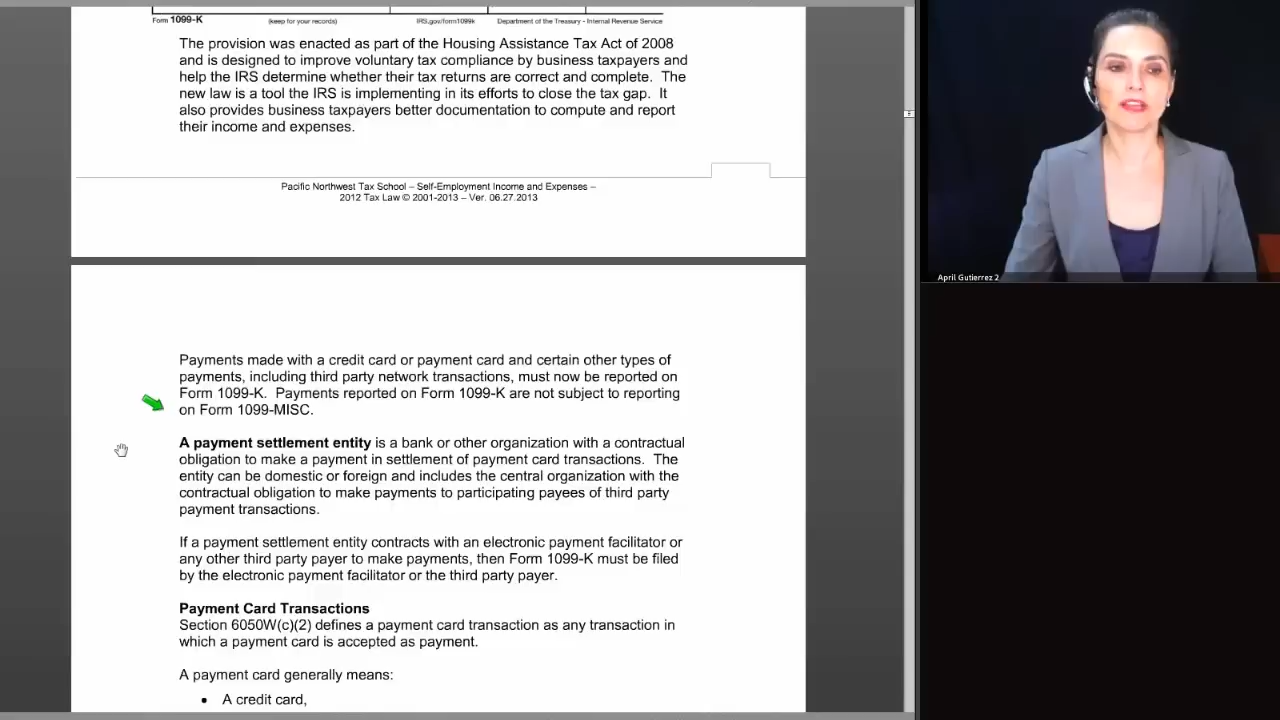 Form 1099-K (keep for your records) IRS.gov/form1099k Department of the Treasury - Internal Revenue Service
The provision was enacted as part of the Housing Assistance Tax Act of 2008
and is designed to improve voluntary tax compliance by business taxpayers and
help the IRS determine whether their tax returns are correct and complete. The
new law is a tool the IRS is implementing in its efforts to close the tax gap. It
also provides business taxpayers better documentation to compute and report
their income and expenses.
Pacific Northwest Tax School – Self-Employment Income and Expenses –
2012 Tax Law © 2001-2013 – Ver. 06.27.2013
Payments made with a credit card or payment card and certain other types of
payments, including third party network transactions, must now be reported on
Form 1099-K. Payments reported on Form 1099-K are not subject to reporting
on Form 1099-MISC.
A payment settlement entity is a bank or other organization with a contractual
obligation to make a payment in settlement of payment card transactions. The
entity can be domestic or foreign and includes the central organization with the
contractual obligation to make payments to participating payees of third party
payment transactions.
If a payment settlement entity contracts with an electronic payment facilitator or
any other third party payer to make payments, then Form 1099-K must be filed
by the electronic payment facilitator or the third party payer.
Payment Card Transactions
Section 6050W(c)(2) defines a payment card transaction as any transaction in
which a payment card is accepted as payment.
A payment card generally means:
• A credit card,
April Gutierrez 2